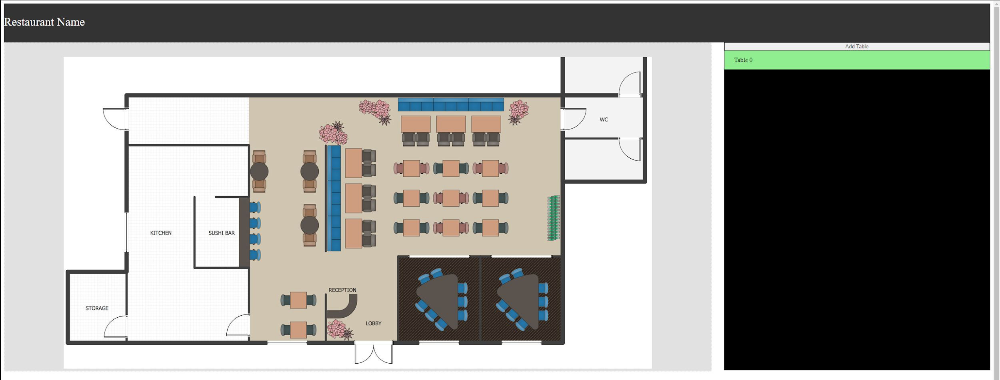 Restaurant Name
Add Table
Table 0
WC
KITCHEN
SUSHI BAR
RECEPTION
STORAGE
LOBBY